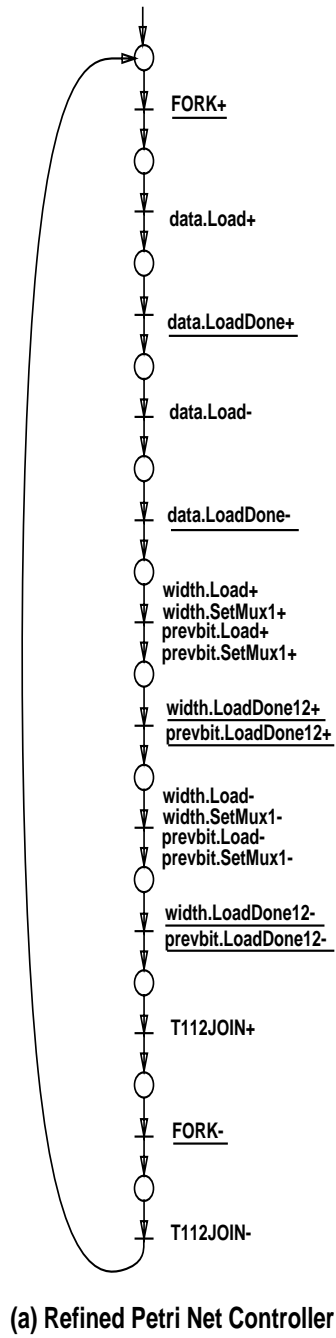 FORK+
data.Load+
data.LoadDone+
data.Load-
data.LoadDone-
width.Load+
width.SetMux1+
prevbit.Load+
prevbit.SetMux1+
width.LoadDone12+
prevbit.LoadDone12+
width.Load-
width.SetMux1-
prevbit.Load-
prevbit.SetMux1-
width.LoadDone12-
prevbit.LoadDone12-
T112JOIN+
FORK-
T112JOIN-
(a) Refined Petri Net Controller